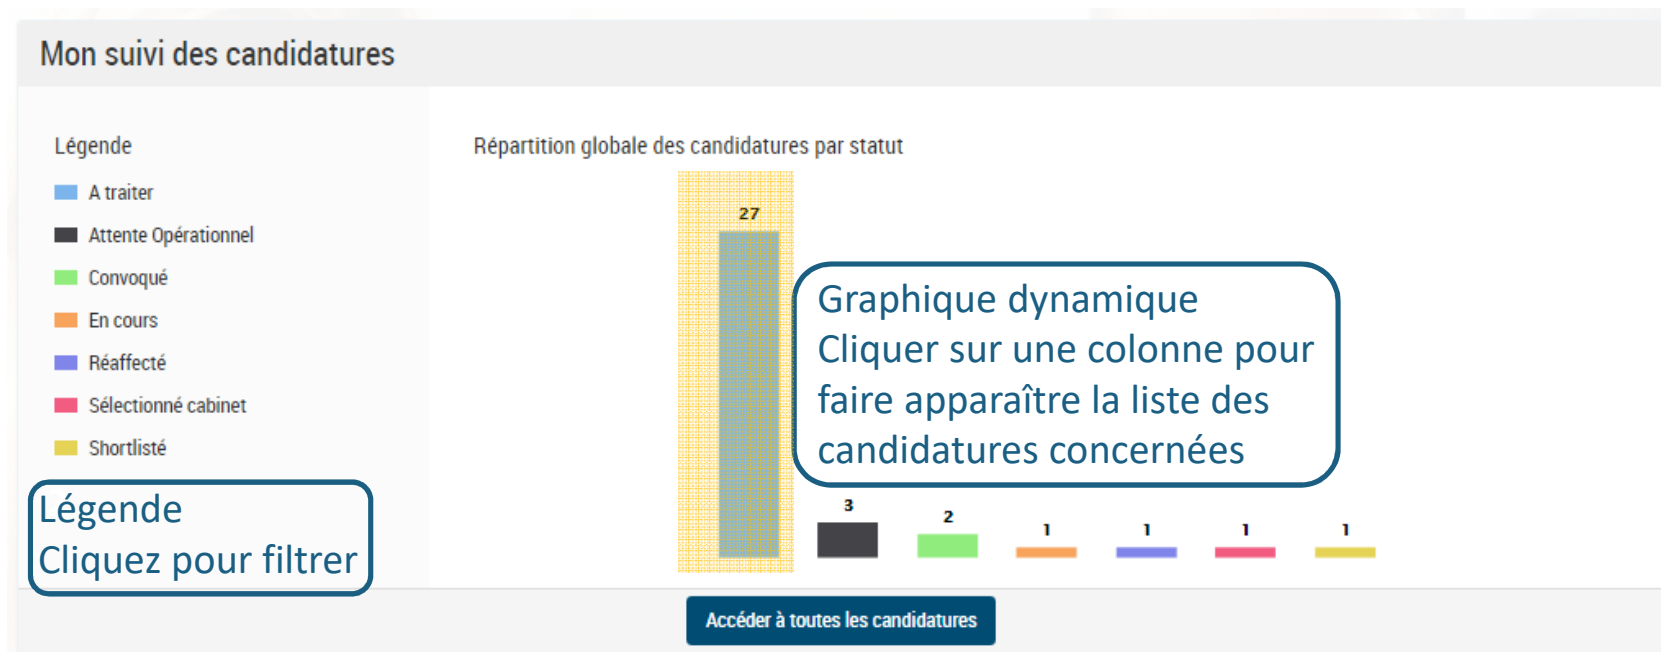 Mon suivi des candidatures
Légende
A traiter
Attente Opérationnel
Convoqué
En cours
Réaffecté
Sélectionné cabinet
Shortlisté
Légende
Cliquez pour filtrer
Répartition globale des candidatures par statut
27
Graphique dynamique
Cliquer sur une colonne pour
faire apparaître la liste des
candidatures concernées
3
2
1
1
1
1
Accéder à toutes les candidatures